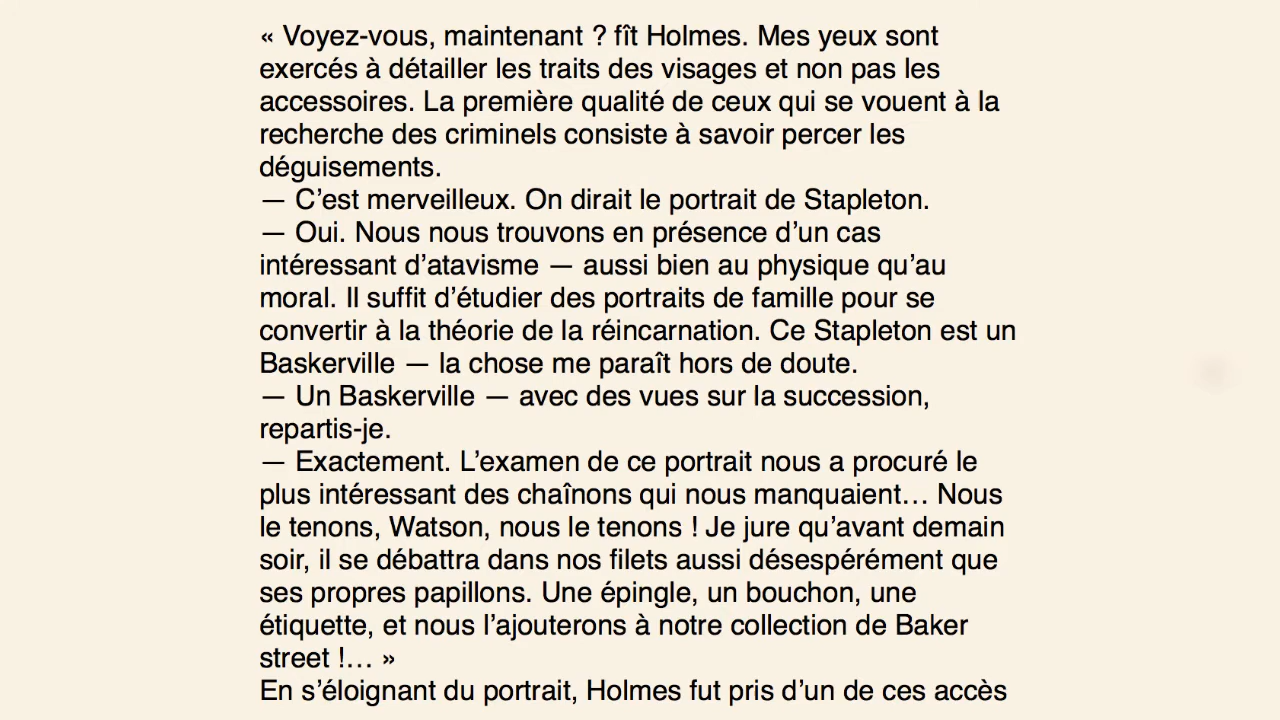 « Voyez-vous, maintenant ? fît Holmes. Mes yeux sont
exercés à détailler les traits des visages et non pas les
accessoires. La première qualité de ceux qui se vouent à la
recherche des criminels consiste à savoir percer les
déguisements.
— C’est merveilleux. On dirait le portrait de Stapleton.
— Oui. Nous nous trouvons en présence d’un cas
intéressant d’atavisme — aussi bien au physique qu’au
moral. Il suffit d’étudier des portraits de famille pour se
convertir à la théorie de la réincarnation. Ce Stapleton est un
Baskerville — la chose me paraît hors de doute.
— Un Baskerville — avec des vues sur la succession,
repartis-je.
— Exactement. L’examen de ce portrait nous a procuré le
plus intéressant des chaînons qui nous manquaient… Nous
le tenons, Watson, nous le tenons ! Je jure qu’avant demain
soir, il se débattra dans nos filets aussi désespérément que
ses propres papillons. Une épingle, un bouchon, une
étiquette, et nous l’ajouterons à notre collection de Baker
street !… »
En s’éloignant du portrait, Holmes fut pris d’un de ces accès